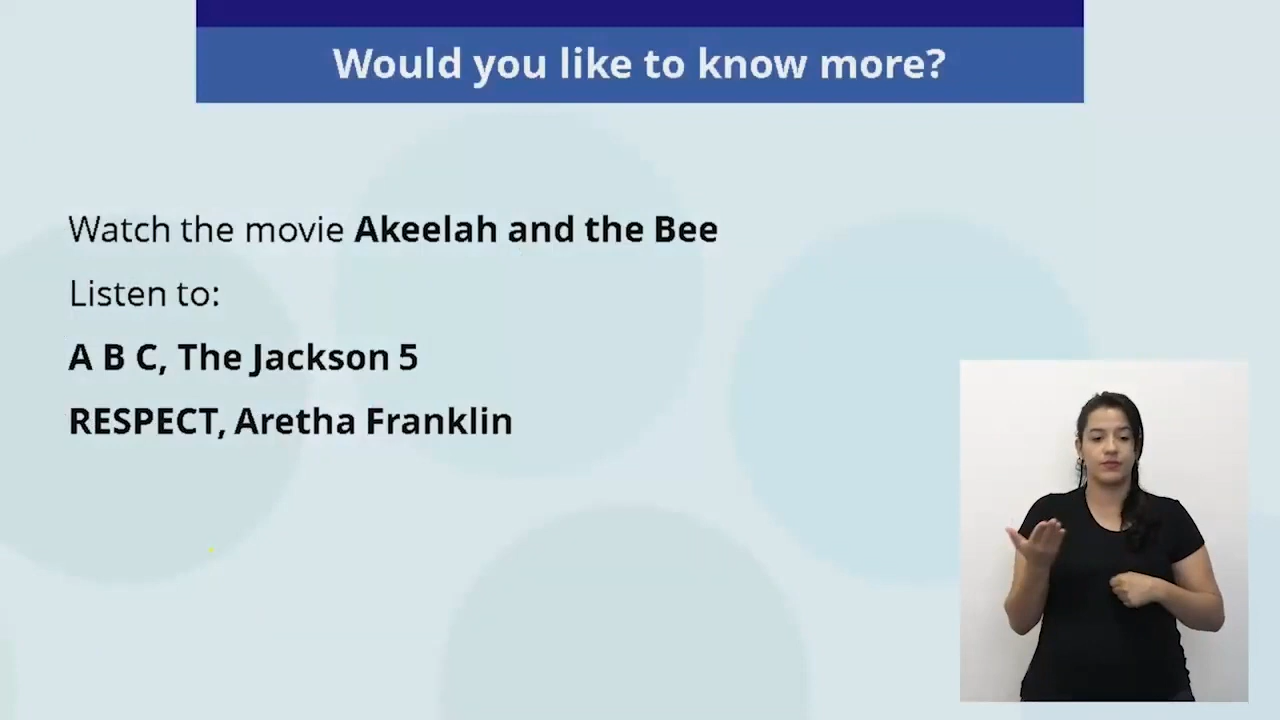 Would you like to know more?
Watch the movie Akeelah and the Bee
Listen to:
A B C, The Jackson 5
RESPECT, Aretha Franklin